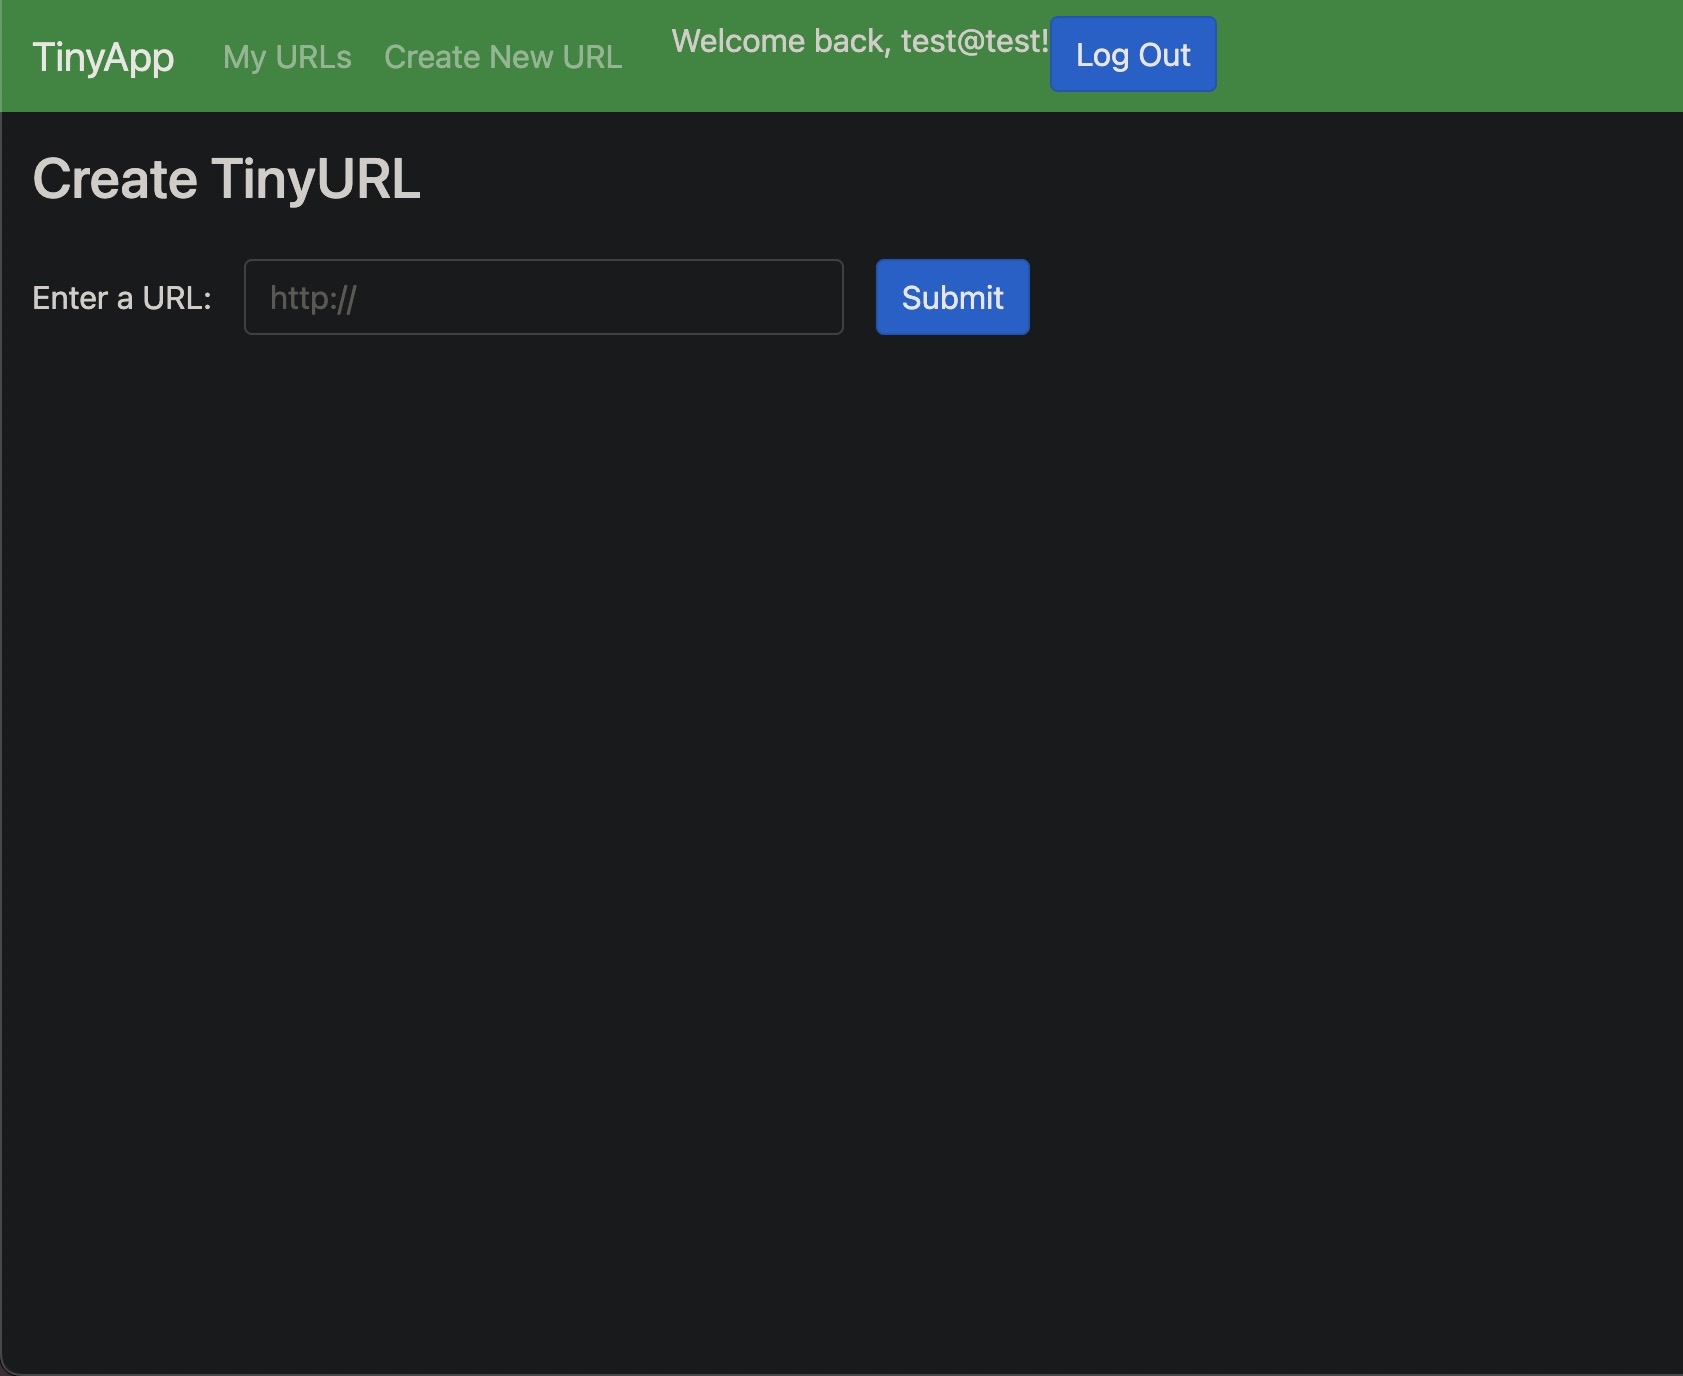 TinyApp My URLs Create New URL Welcome back, test@test! Log Out
Create TinyURL
Enter a URL: http:// Submit